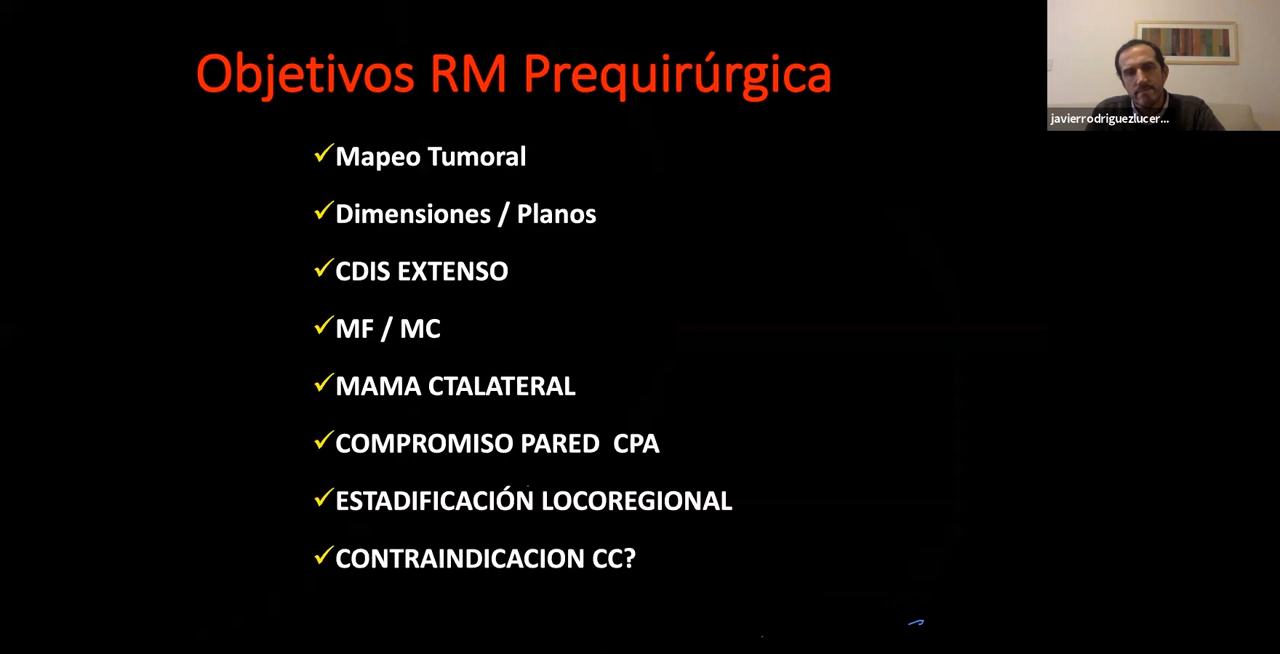 Objetivos RM Prequirúrgica
javierrodriguezlucer...
Mapeo Tumoral
Dimensiones / Planos
CDIS EXTENSO
MF / MC
MAMA CTALATERAL
COMPROMISO PARED  CPA
ESTADIFICACIÓN LOCOREGIONAL
CONTRAINDICACION CC?